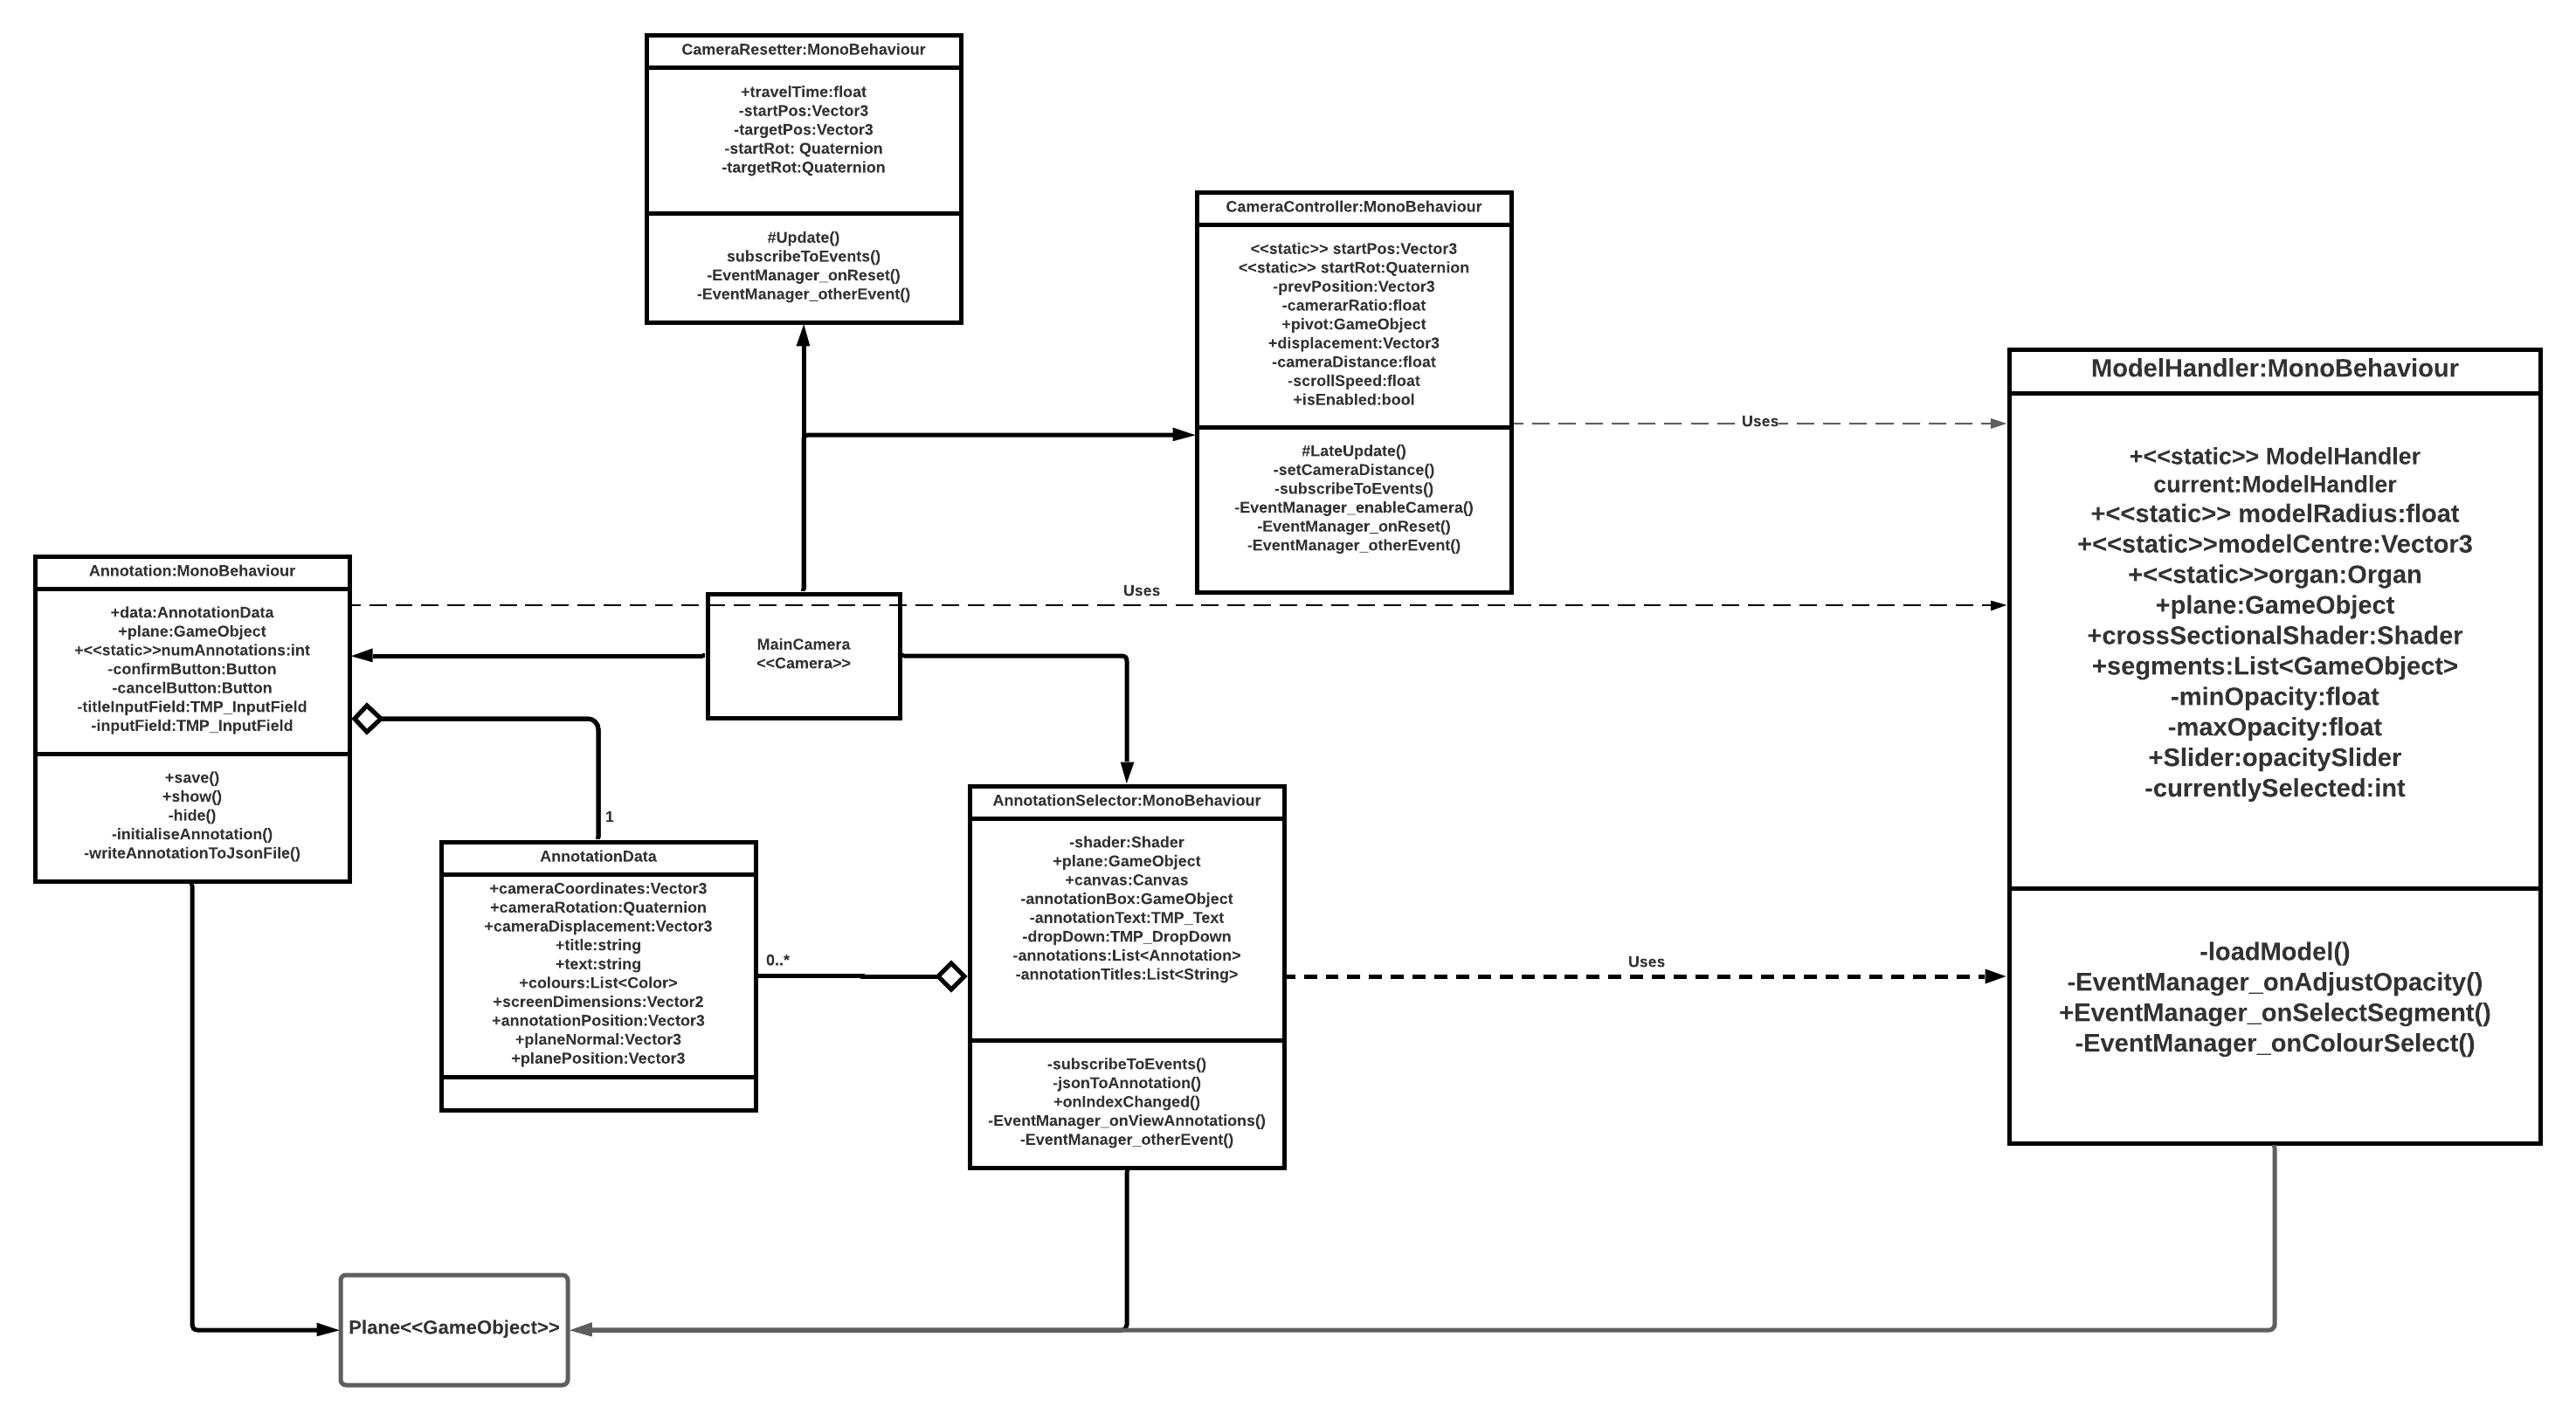 CameraResetter:MonoBehaviour
+travelTime:float
-startPos:Vector3
-targetPos:Vector3
-startRot: Quaternion
-targetRot:Quaternion
#Update()
subscribeToEvents()
-EventManager_onReset()
-EventManager_otherEvent()
CameraController:MonoBehaviour
<<static>> startPos:Vector3
<<static>> startRot:Quaternion
-prevPosition:Vector3
-camerarRatio:float
+pivot:GameObject
+displacement:Vector3
-cameraDistance:float
-scrollSpeed:float
+isEnabled:bool
#LateUpdate()
-setCameraDistance()
-subscribeToEvents()
-EventManager_enableCamera()
-EventManager_onReset()
-EventManager_otherEvent()
Uses
ModelHandler:MonoBehaviour
+<<static>> ModelHandler
current:ModelHandler
+<<static>> modelRadius:float
+<<static>>modelCentre:Vector3
+<<static>>organ:Organ
+plane:GameObject
+crossSectionalShader:Shader
+segments:List<GameObject>
-minOpacity:float
-maxOpacity:float
+Slider:opacitySlider
-currentlySelected:int
-loadModel()
-EventManager_onAdjustOpacity()
+EventManager_onSelectSegment()
-EventManager_onColourSelect()
Annotation:MonoBehaviour
+data:AnnotationData
+plane:GameObject
+<<static>>numAnnotations:int
-confirmButton:Button
-cancelButton:Button
-titleInputField:TMP_InputField
-inputField:TMP_InputField
+save()
+show()
-hide()
-initialiseAnnotation()
-writeAnnotationToJsonFile()
Uses
MainCamera
<<Camera>>
1
AnnotationData
+cameraCoordinates:Vector3
+cameraRotation:Quaternion
+cameraDisplacement:Vector3
+title:string
+text:string
+colours:List<Color>
+screenDimensions:Vector2
+annotationPosition:Vector3
+planeNormal:Vector3
+planePosition:Vector3
0..*
AnnotationSelector:MonoBehaviour
-shader:Shader
+plane:GameObject
+canvas:Canvas
-annotationBox:GameObject
-annotationText:TMP_Text
-dropDown:TMP_DropDown
-annotations:List<Annotation>
-annotationTitles:List<String>
-subscribeToEvents()
-jsonToAnnotation()
+onIndexChanged()
-EventManager_onViewAnnotations()
-EventManager_otherEvent()
Uses
Plane<<GameObject>>